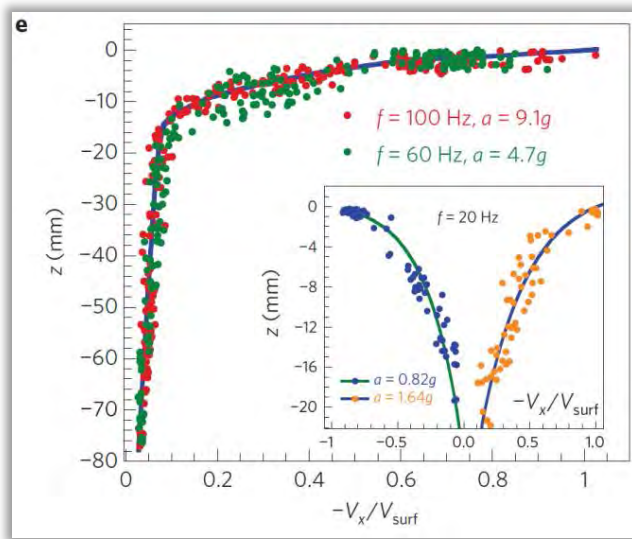 e
0
−10
−20
−30
−40
−50
−60
−70
−80
z (mm)
f = 100 Hz, a = 9.1g
f = 60 Hz, a = 4.7g
0
−4
−8
−12
−16
−20
z (mm)
f = 20 Hz
a = 0.82g
a = 1.64g
−Vx/Vsurf
−1 −0.5 0.0 0.5 1.0
0 0.2 0.4 0.6 0.8 1
−Vx/Vsurf